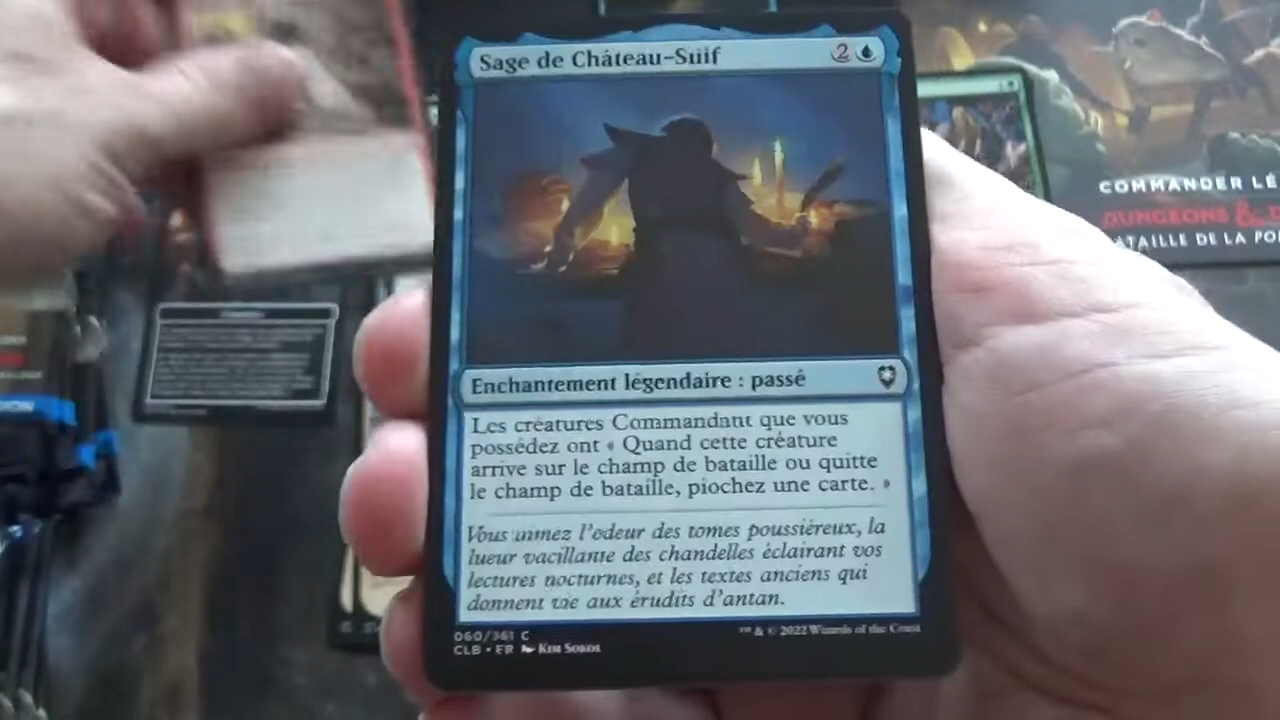 Sage de Château-Suif 2
Enchantement légendaire : passé
Les créatures Commandant que vous
possédez ont « Quand cette créature
arrive sur le champ de bataille ou quitte
le champ de bataille, piochez une carte. »
Vous aimez l'odeur des tomes poussiéreux, la
lueur vacillante des chandelles éclairant vos
lectures nocturnes, et les textes anciens qui
donnent vie aux érudits d'antan.
060/361 C
™ & © 2022 Wizards of the Coast
CLB • FR Kim Sokol
COMMANDER LÉ
DUNGEONS &
BATAILLE DE LA PO